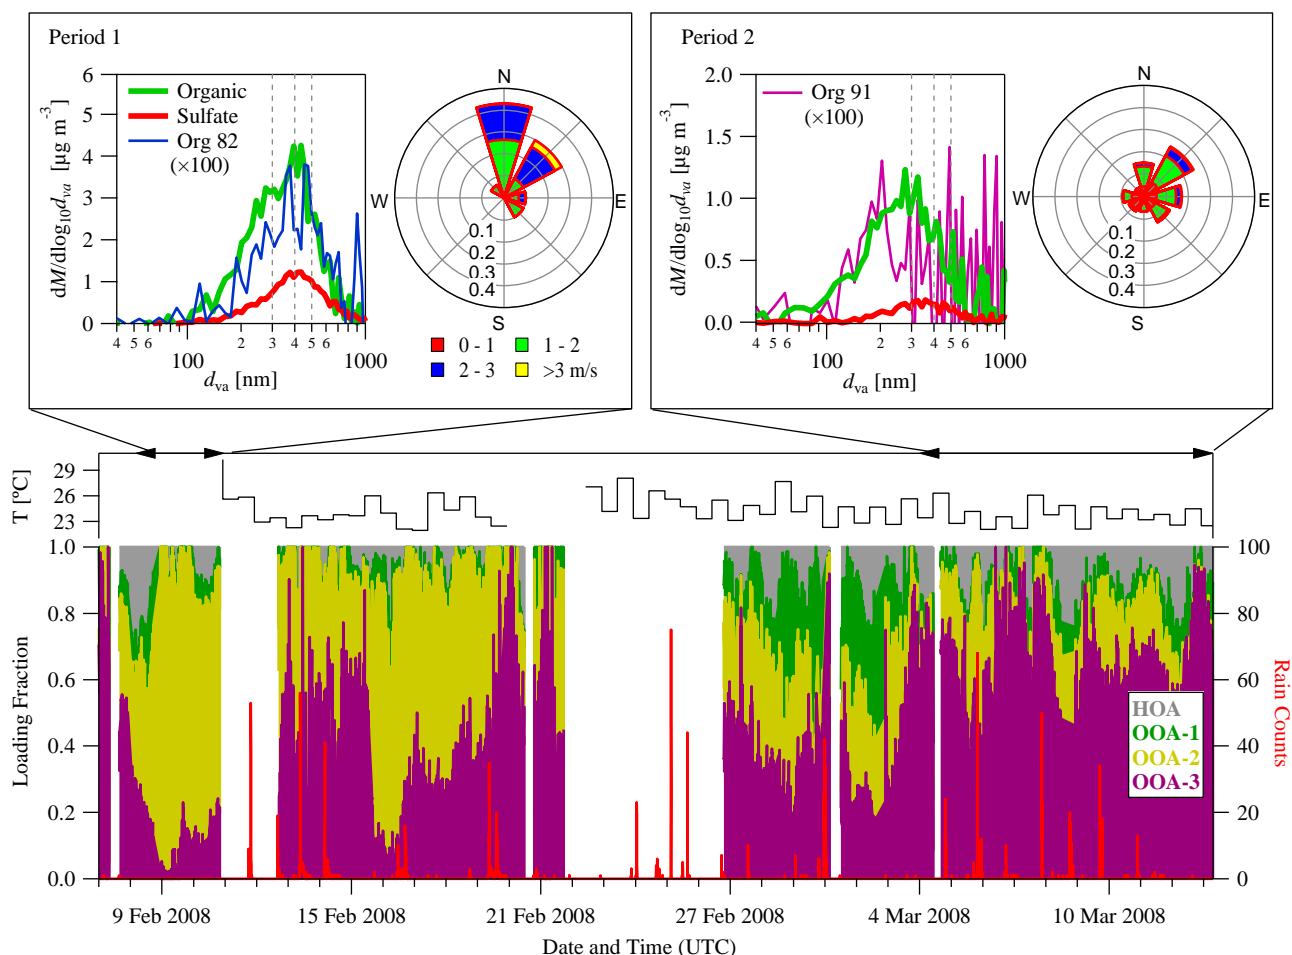 Period 1
6
5
4
3
2
1
0
dM/dlog10dva [µg m-3]
Organic
Sulfate
Org 82
(×100)
4 5 6 2 3 4 5 6
100 1000
dva [nm]
N
W E
S
0.1
0.2
0.3
0.4
0 - 1 1 - 2
2 - 3 >3 m/s
Period 2
2.0
1.5
1.0
0.5
0.0
dM/dlog10dva [µg m-3]
Org 91
(×100)
4 5 6 2 3 4 5 6
100 1000
dva [nm]
N
W E
S
0.1
0.2
0.3
0.4
T [ºC]
29
26
23
Loading Fraction
1.0
0.8
0.6
0.4
0.2
0.0
100
80
60
40
20
0
Rain Counts
HOA
OOA-1
OOA-2
OOA-3
9 Feb 2008 15 Feb 2008 21 Feb 2008 27 Feb 2008 4 Mar 2008 10 Mar 2008
Date and Time (UTC)